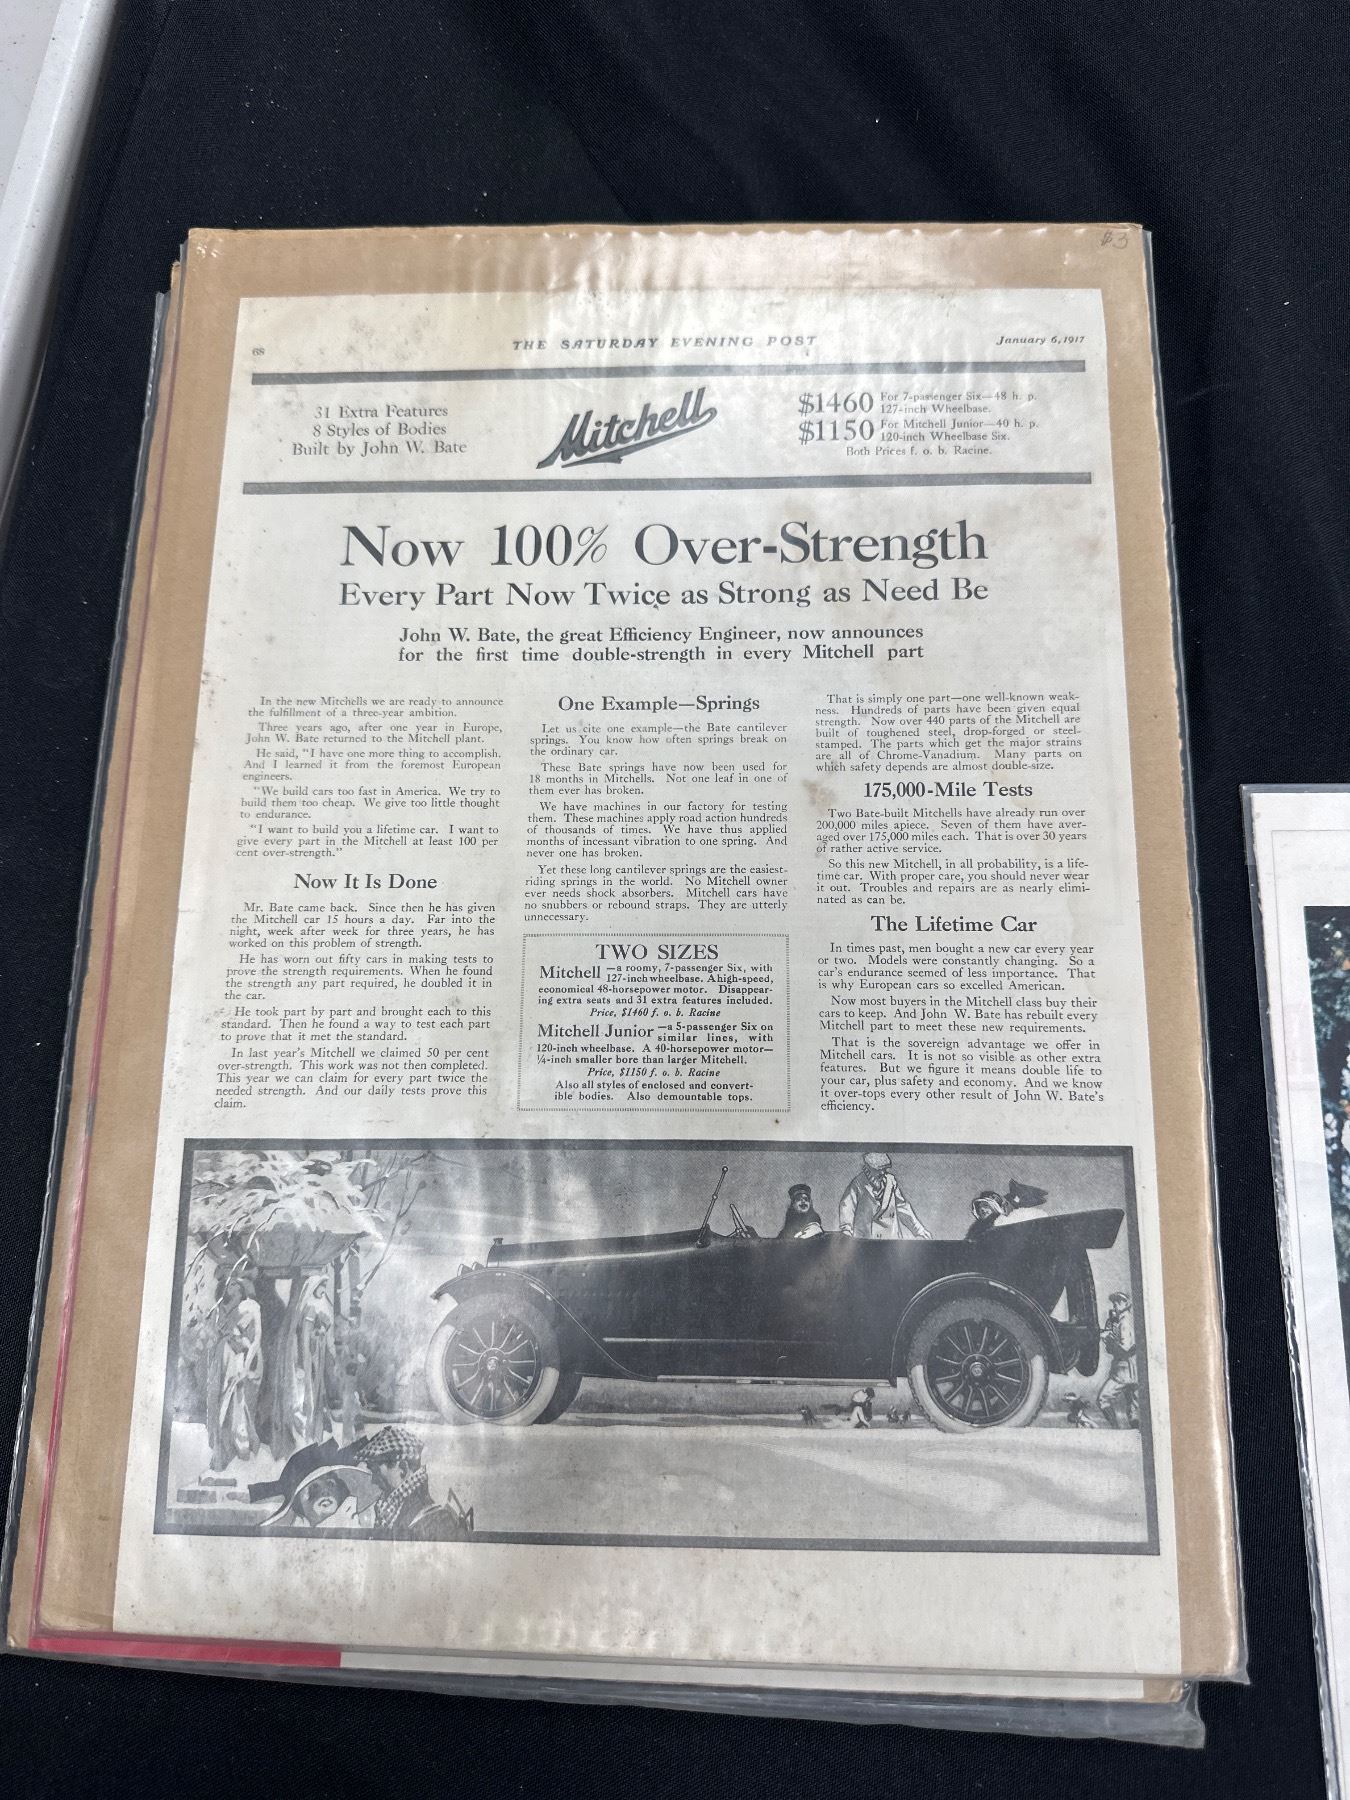 $3
68
THE SATURDAY EVENING POST
January 6, 1917
31 Extra Features
8 Styles of Bodies
Built by John W. Bate
Mitchell
$1460 For 7-passenger Six—48 h. p.
127-inch Wheelbase.
$1150 For Mitchell Junior—40 h. p.
120-inch Wheelbase Six.
Both Prices f. o. b. Racine.
Now 100% Over-Strength
Every Part Now Twice as Strong as Need Be
John W. Bate, the great Efficiency Engineer, now announces
for the first time double-strength in every Mitchell part
In the new Mitchells we are ready to announce
the fulfillment of a three-year ambition.
Three years ago, after one year in Europe,
John W. Bate returned to the Mitchell plant.
He said, "I have one more thing to accomplish.
And I learned it from the foremost European
engineers.
"We build cars too fast in America. We try to
build them too cheap. We give too little thought
to endurance.
"I want to build you a lifetime car. I want to
give every part in the Mitchell at least 100 per
cent over-strength."
Now It Is Done
Mr. Bate came back. Since then he has given
the Mitchell car 15 hours a day. Far into the
night, week after week for three years, he has
worked on this problem of strength.
He has worn out fifty cars in making tests to
prove the strength requirements. When he found
the strength any part required, he doubled it in
the car.
He took part by part and brought each to this
standard. Then he found a way to test each part
to prove that it met the standard.
In last year's Mitchell we claimed 50 per cent
over-strength. This work was not then completed.
This year we can claim for every part twice the
needed strength. And our daily tests prove this
claim.
One Example—Springs
Let us cite one example—the Bate cantilever
springs. You know how often springs break on
the ordinary car.
These Bate springs have now been used for
18 months in Mitchells. Not one leaf in one of
them ever has broken.
We have machines in our factory for testing
them. These machines apply road action hundreds
of thousands of times. We have thus applied
months of incessant vibration to one spring. And
never one has broken.
Yet these long cantilever springs are the easiest-
riding springs in the world. No Mitchell owner
ever needs shock absorbers. Mitchell cars have
no snubbers or rebound straps. They are utterly
unnecessary.
TWO SIZES
Mitchell —a roomy, 7-passenger Six, with
127-inch wheelbase. A high-speed,
economical 48-horsepower motor. Disappear-
ing extra seats and 31 extra features included.
Price, $1460 f. o. b. Racine
Mitchell Junior —a 5-passenger Six on
similar lines, with
120-inch wheelbase. A 40-horsepower motor—
¼-inch smaller bore than larger Mitchell.
Price, $1150 f. o. b. Racine
Also all styles of enclosed and convert-
ible bodies. Also demountable tops.
That is simply one part—one well-known weak-
ness. Hundreds of parts have been given equal
strength. Now over 440 parts of the Mitchell are
built of toughened steel, drop-forged or steel-
stamped. The parts which get the major strains
are all of Chrome-Vanadium. Many parts on
which safety depends are almost double-size.
175,000-Mile Tests
Two Bate-built Mitchells have already run over
200,000 miles apiece. Seven of them have aver-
aged over 175,000 miles each. That is over 30 years
of rather active service.
So this new Mitchell, in all probability, is a life-
time car. With proper care, you should never wear
it out. Troubles and repairs are as nearly elimi-
nated as can be.
The Lifetime Car
In times past, men bought a new car every year
or two. Models were constantly changing. So a
car's endurance seemed of less importance. That
is why European cars so excelled American.
Now most buyers in the Mitchell class buy their
cars to keep. And John W. Bate has rebuilt every
Mitchell part to meet these new requirements.
That is the sovereign advantage we offer in
Mitchell cars. It is not so visible as other extra
features. But we figure it means double life to
your car, plus safety and economy. And we know
it over-tops every other result of John W. Bate's
efficiency.